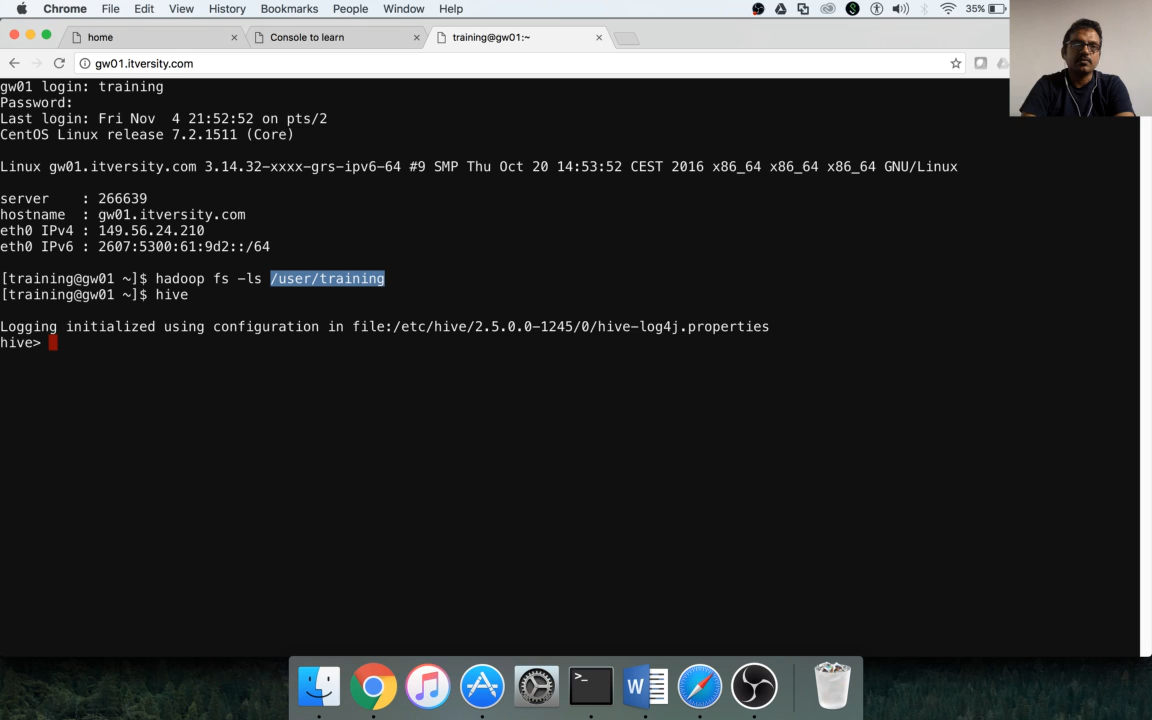 Chrome File Edit View History Bookmarks People Window Help 35%
home Console to learn training@gw01:~
gw01.itversity.com
gw01 login: training
Password:
Last login: Fri Nov  4 21:52:52 on pts/2
CentOS Linux release 7.2.1511 (Core)
Linux gw01.itversity.com 3.14.32-xxxx-grs-ipv6-64 #9 SMP Thu Oct 20 14:53:52 CEST 2016 x86_64 x86_64 x86_64 GNU/Linux
server    : 266639
hostname  : gw01.itversity.com
eth0 IPv4 : 149.56.24.210
eth0 IPv6 : 2607:5300:61:9d2::/64
[training@gw01 ~]$ hadoop fs -ls /user/training
[training@gw01 ~]$ hive
Logging initialized using configuration in file:/etc/hive/2.5.0.0-1245/0/hive-log4j.properties
hive>